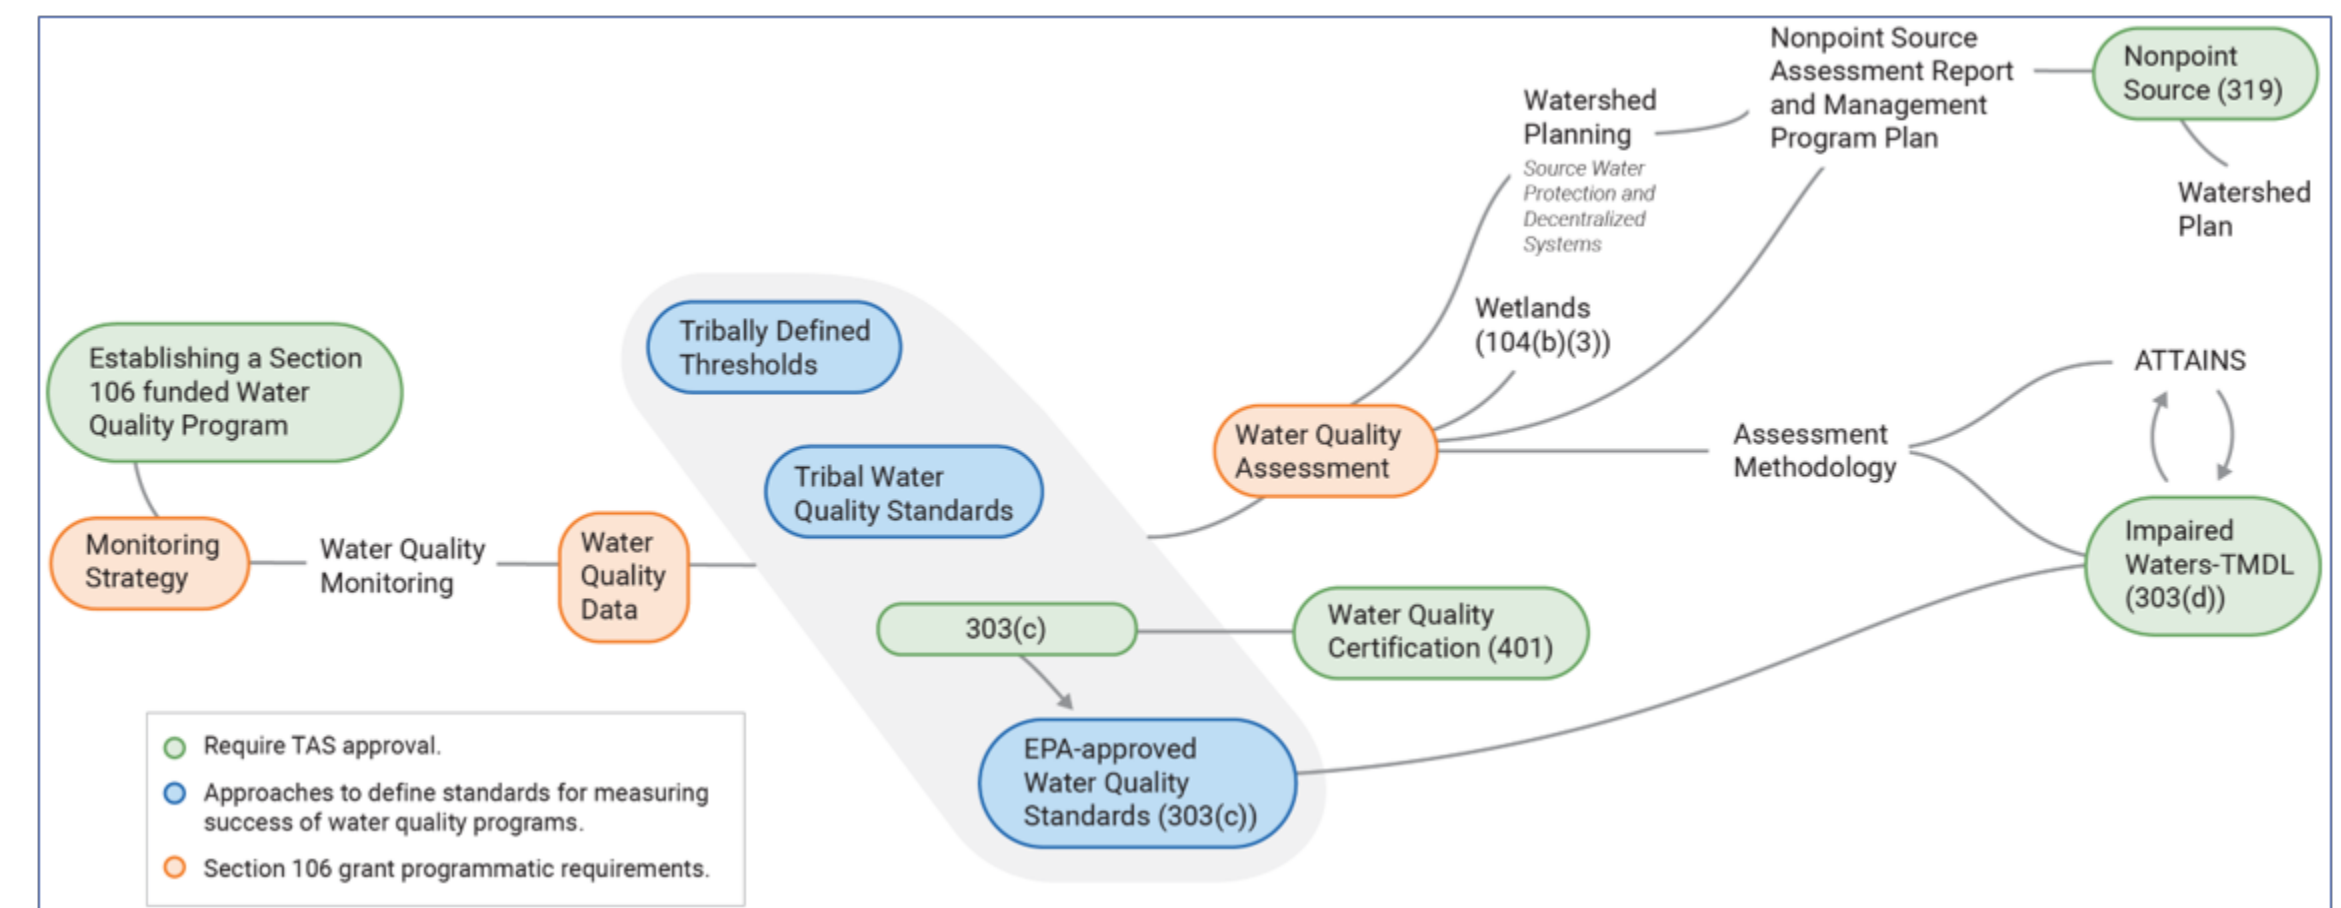 Establishing a Section
106 funded Water
Quality Program
Monitoring
Strategy
Water Quality
Monitoring
Water
Quality
Data
Tribally Defined
Thresholds
Tribal Water
Quality Standards
303(c)
EPA-approved
Water Quality
Standards (303(c))
Water Quality
Certification (401)
Water Quality
Assessment
Watershed
Planning
Source Water
Protection and
Decentralized
Systems
Wetlands
(104(b)(3))
Nonpoint Source
Assessment Report
and Management
Program Plan
Nonpoint
Source (319)
Watershed
Plan
Assessment
Methodology
ATTAINS
Impaired
Waters-TMDL
(303(d))
Require TAS approval.
Approaches to define standards for measuring
success of water quality programs.
Section 106 grant programmatic requirements.